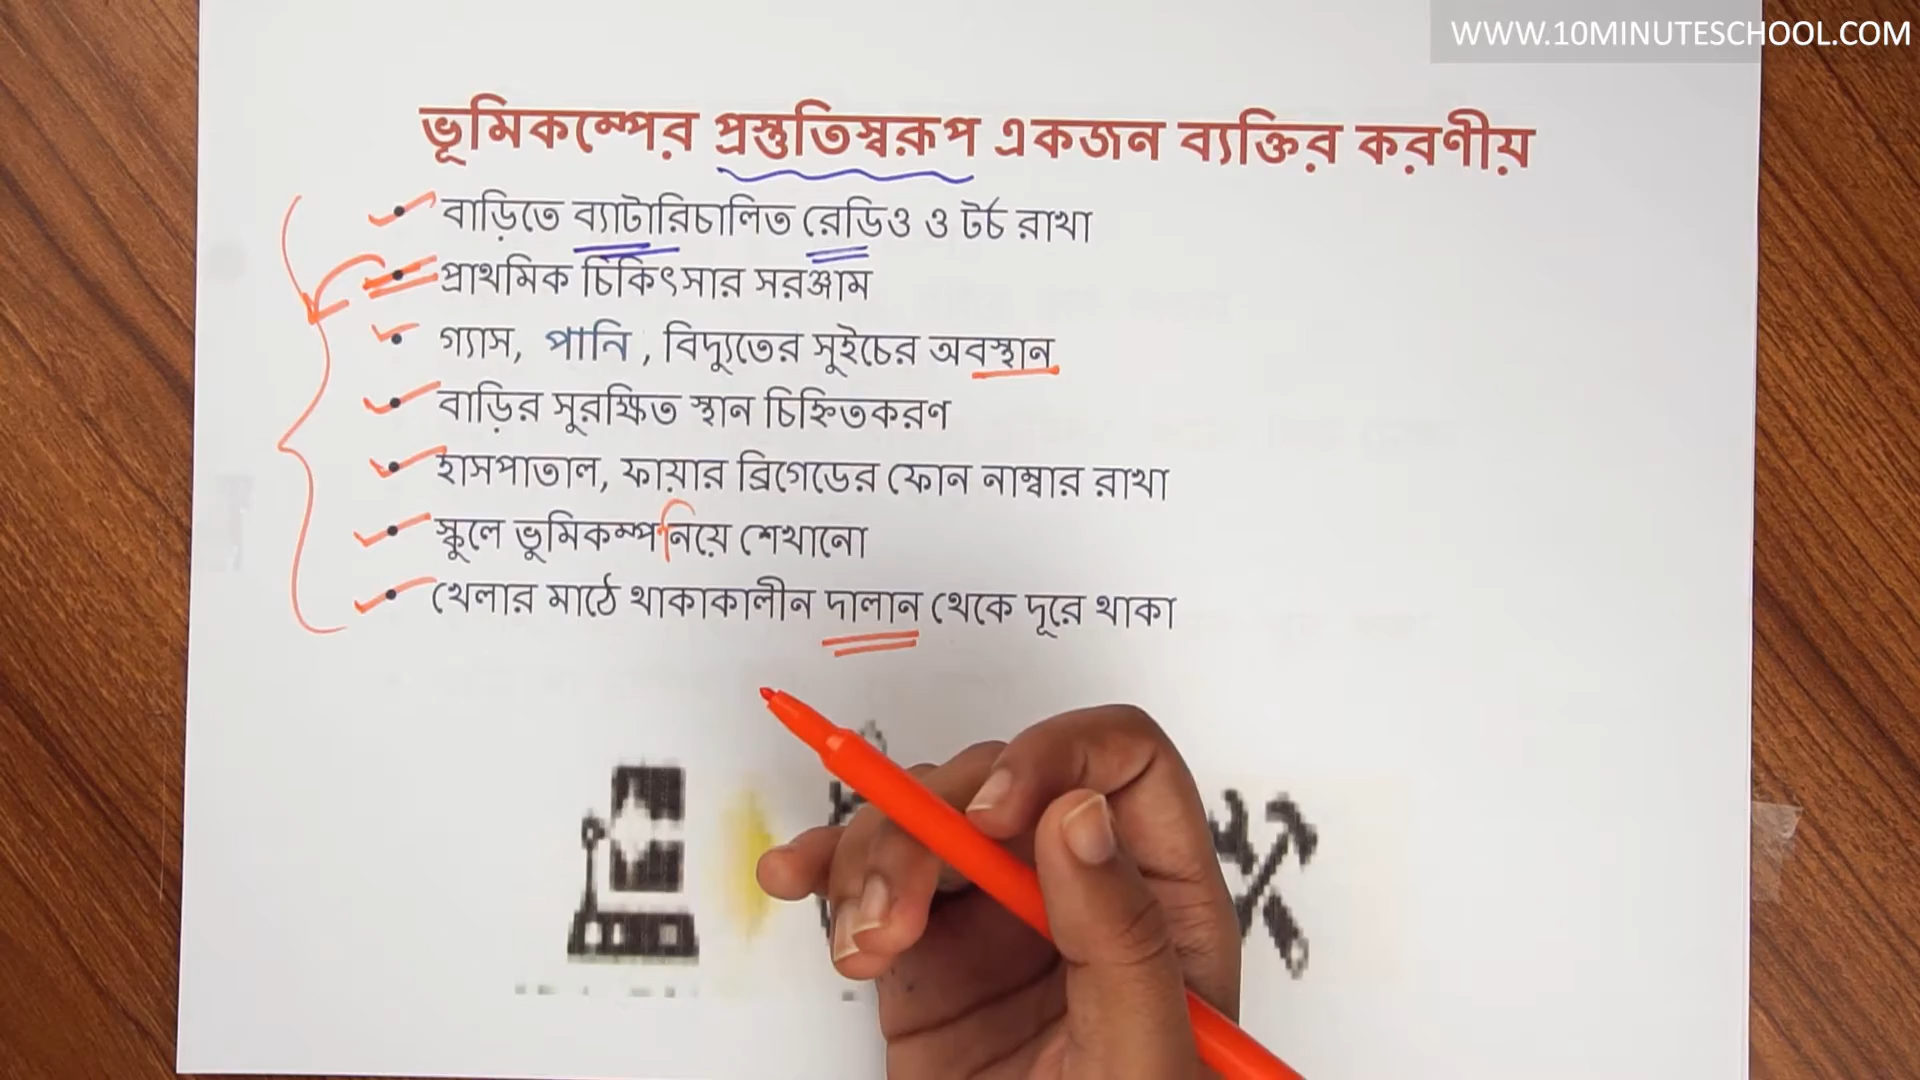 WWW.10MINUTESCHOOL.COM
ভূমিকম্পের প্রস্তুতিস্বরূপ একজন ব্যক্তির করণীয়
• বাড়িতে ব্যাটারিচালিত রেডিও ও টর্চ রাখা
• প্রাথমিক চিকিৎসার সরঞ্জাম
• গ্যাস, পানি , বিদ্যুতের সুইচের অবস্থান
• বাড়ির সুরক্ষিত স্থান চিহ্নিতকরণ
• হাসপাতাল, ফায়ার ব্রিগেডের ফোন নাম্বার রাখা
• স্কুলে ভুমিকম্প নিয়ে শেখানো
• খেলার মাঠে থাকাকালীন দালান থেকে দূরে থাকা